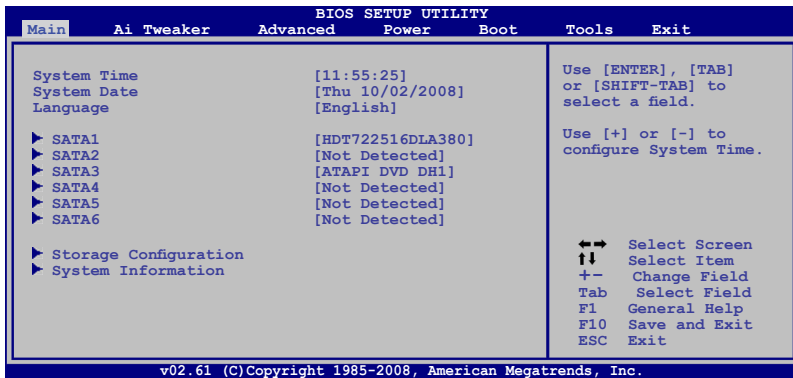 BIOS SETUP UTILITY
Main Ai Tweaker Advanced Power Boot Tools Exit
System Time [11:55:25]
System Date [Thu 10/02/2008]
Language [English]
SATA1 [HDT722516DLA380]
SATA2 [Not Detected]
SATA3 [ATAPI DVD DH1]
SATA4 [Not Detected]
SATA5 [Not Detected]
SATA6 [Not Detected]
Storage Configuration
System Information
Use [ENTER], [TAB]
or [SHIFT-TAB] to
select a field.
Use [+] or [-] to
configure System Time.
Select Screen
Select Item
+- Change Field
Tab Select Field
F1 General Help
F10 Save and Exit
ESC Exit
v02.61 (C)Copyright 1985-2008, American Megatrends, Inc.